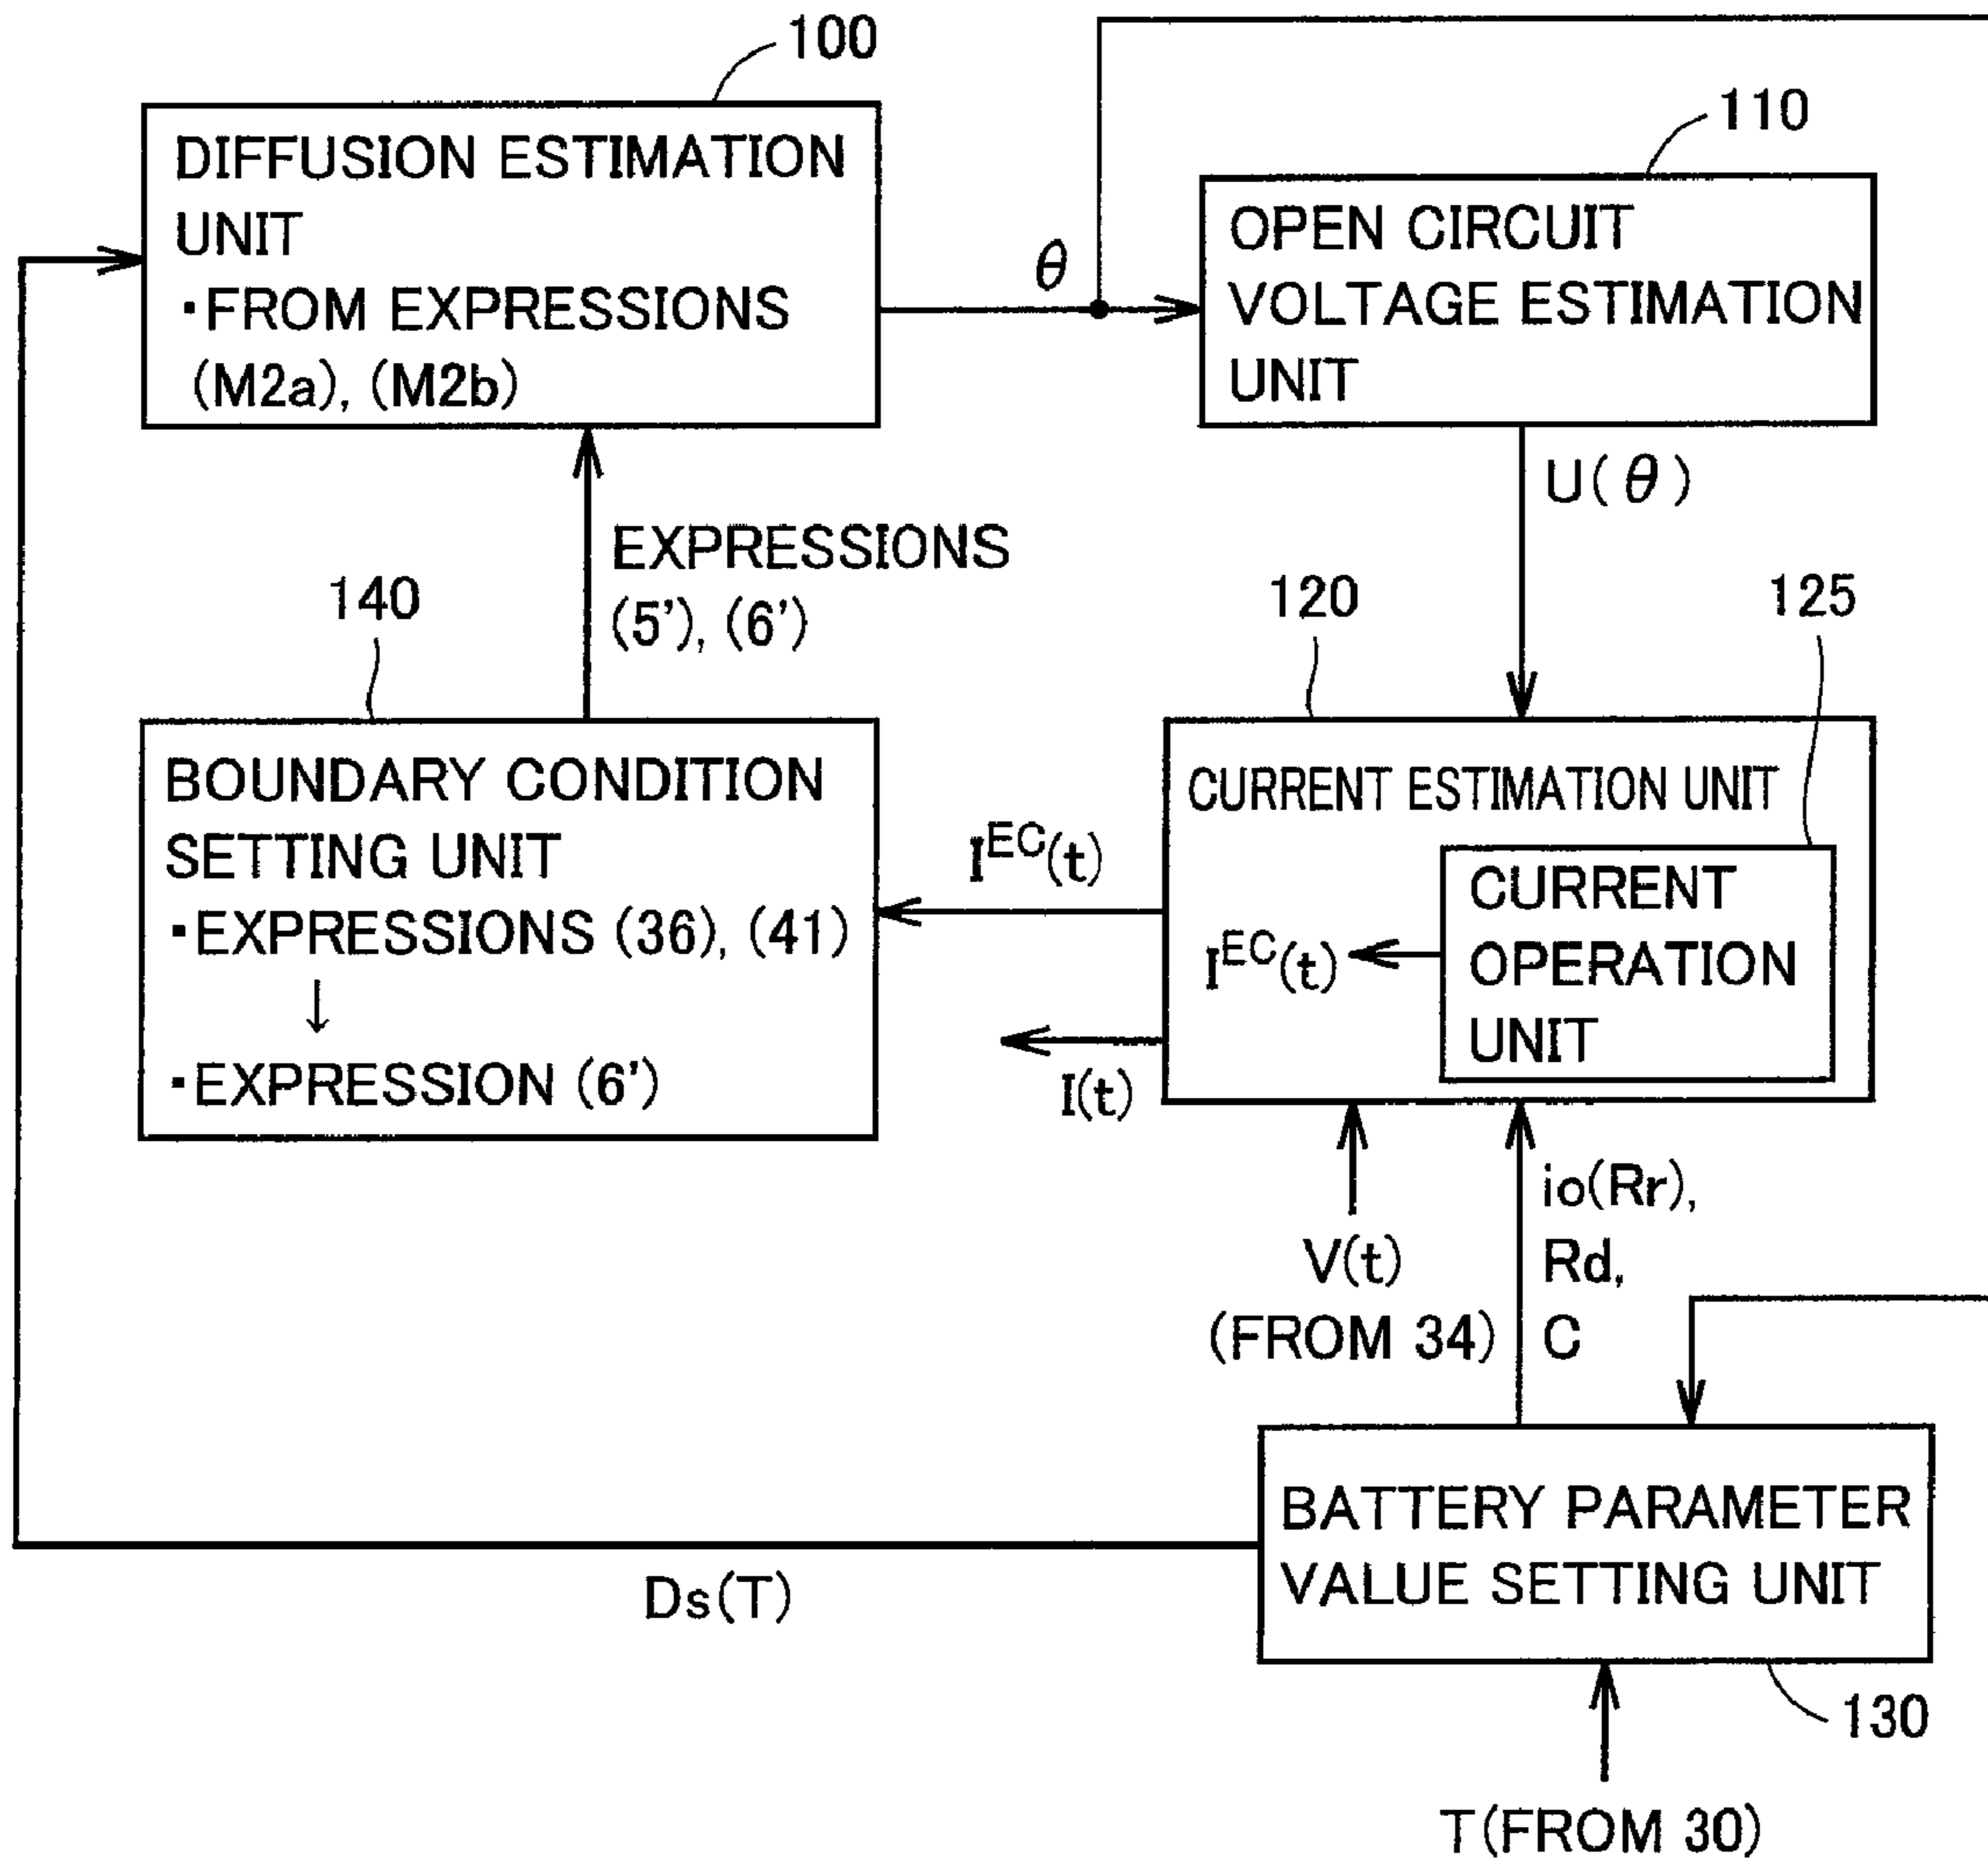 100
DIFFUSION ESTIMATION
UNIT
・FROM EXPRESSIONS
(M2a), (M2b)
θ
110
OPEN CIRCUIT
VOLTAGE ESTIMATION
UNIT
U(θ)
EXPRESSIONS
(5’), (6’)
140
BOUNDARY CONDITION
SETTING UNIT
・EXPRESSIONS (36), (41)
↓
・EXPRESSION (6’)
120
125
CURRENT ESTIMATION UNIT
CURRENT
OPERATION
UNIT
I^EC(t)
I^EC(t)
I(t)
V(t)
(FROM 34)
io(Rr),
Rd,
C
BATTERY PARAMETER
VALUE SETTING UNIT
130
Ds(T)
T(FROM 30)